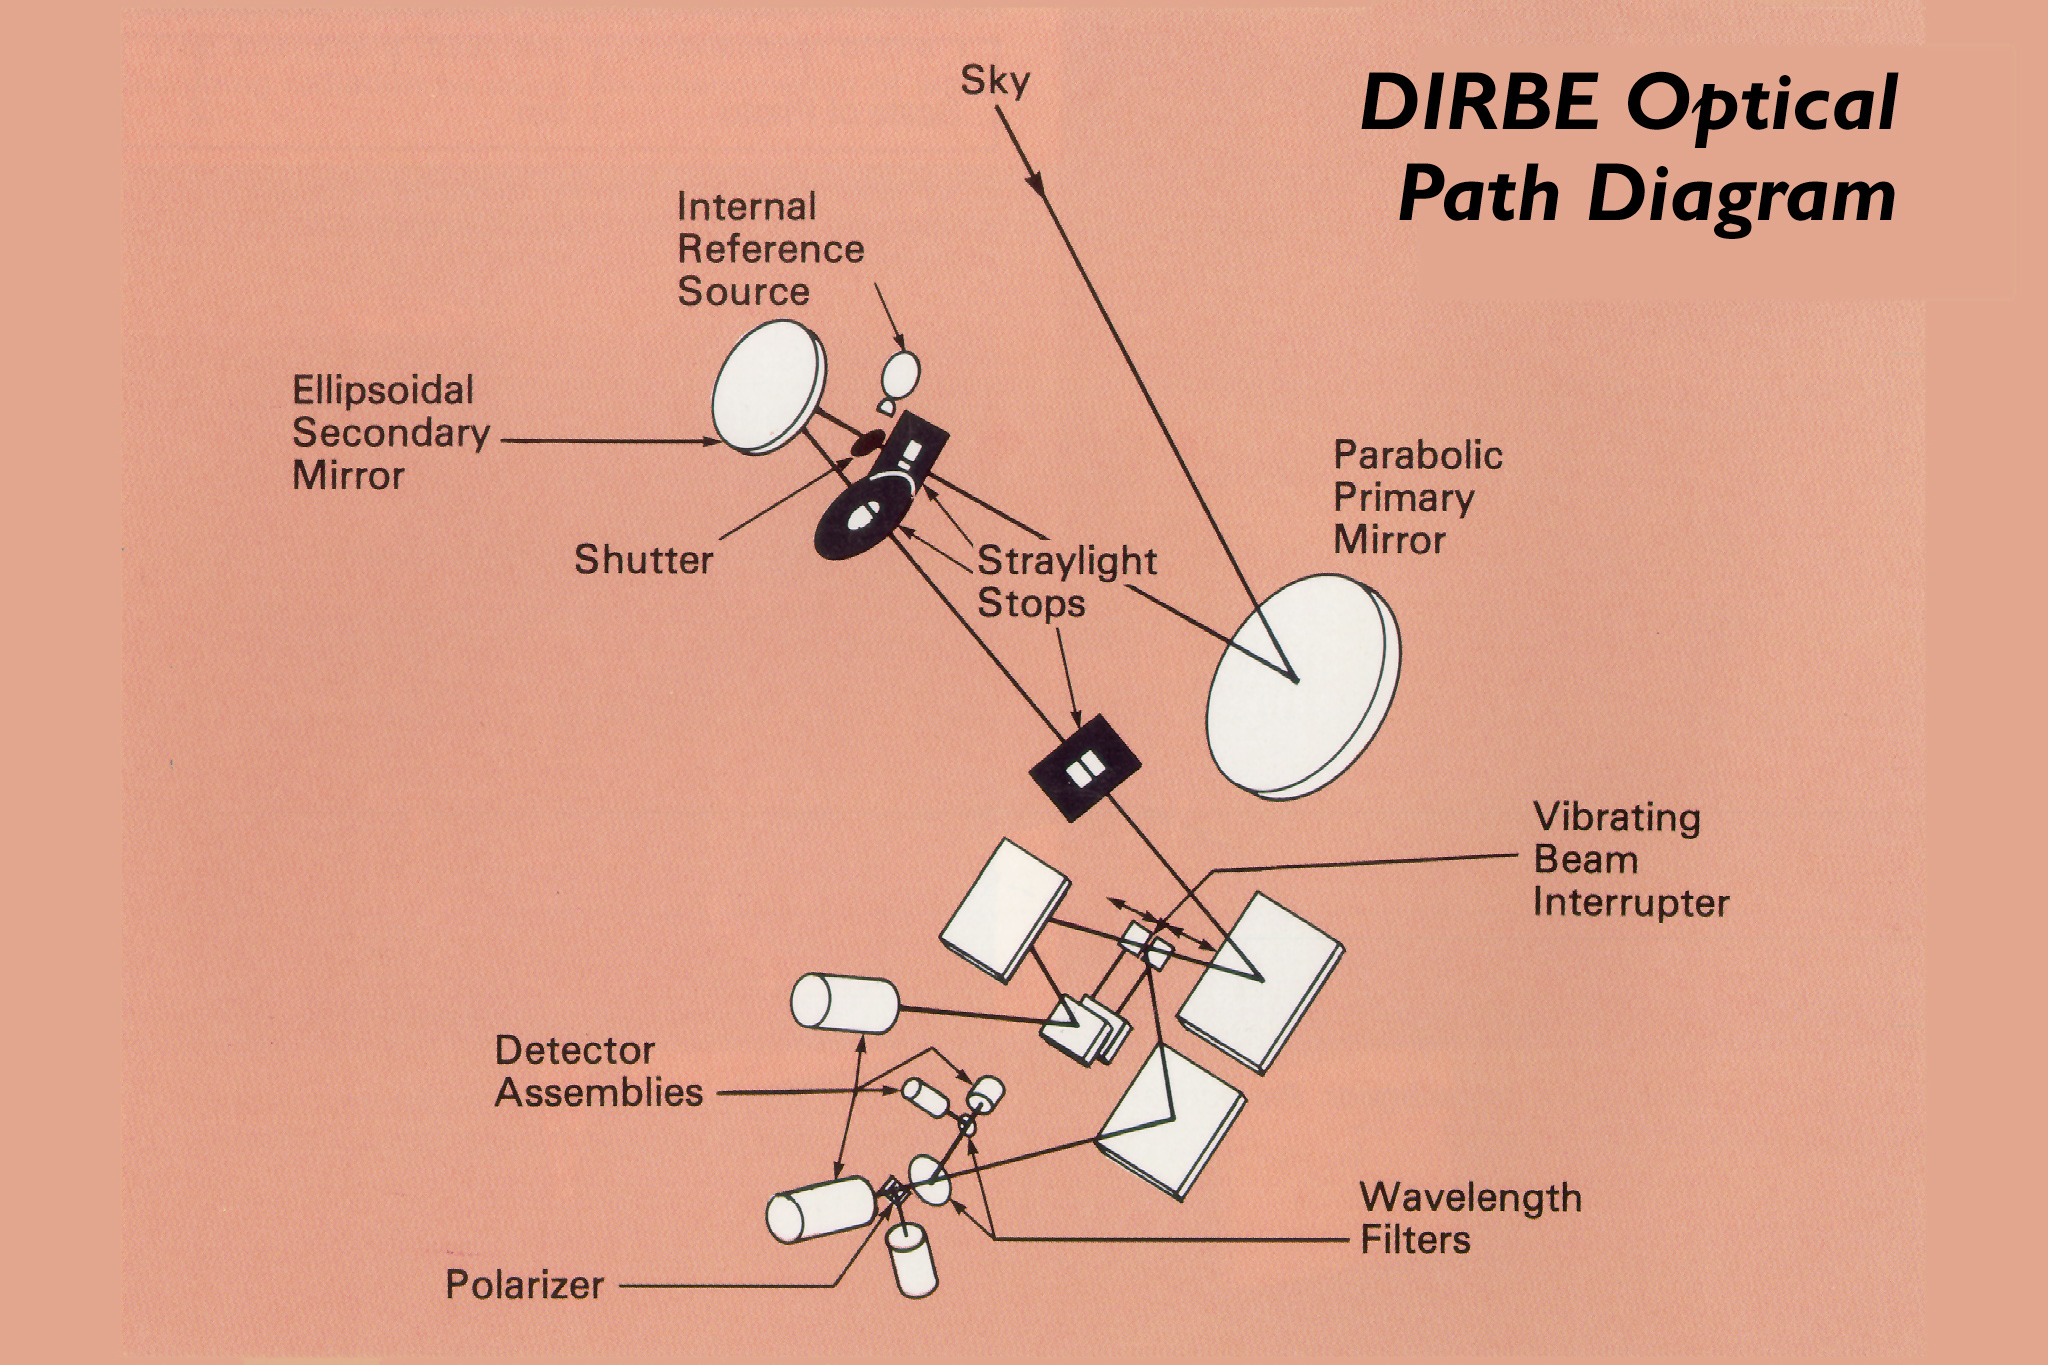 DIRBE Optical
Path Diagram
Sky
Internal
Reference
Source
Ellipsoidal
Secondary
Mirror
Parabolic
Primary
Mirror
Shutter
Straylight
Stops
Vibrating
Beam
Interrupter
Detector
Assemblies
Wavelength
Filters
Polarizer